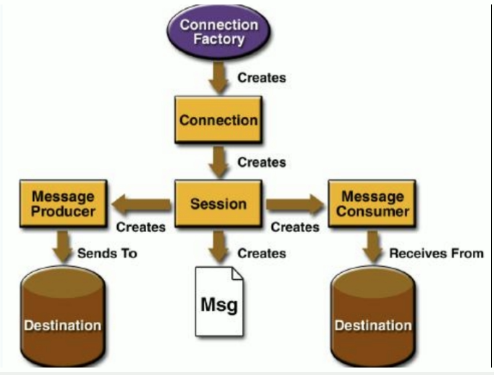 Connection
Factory
Creates
Connection
Creates
Message
Producer
Session
Message
Consumer
Creates
Creates
Sends To
Creates
Receives From
Msg
Destination
Destination